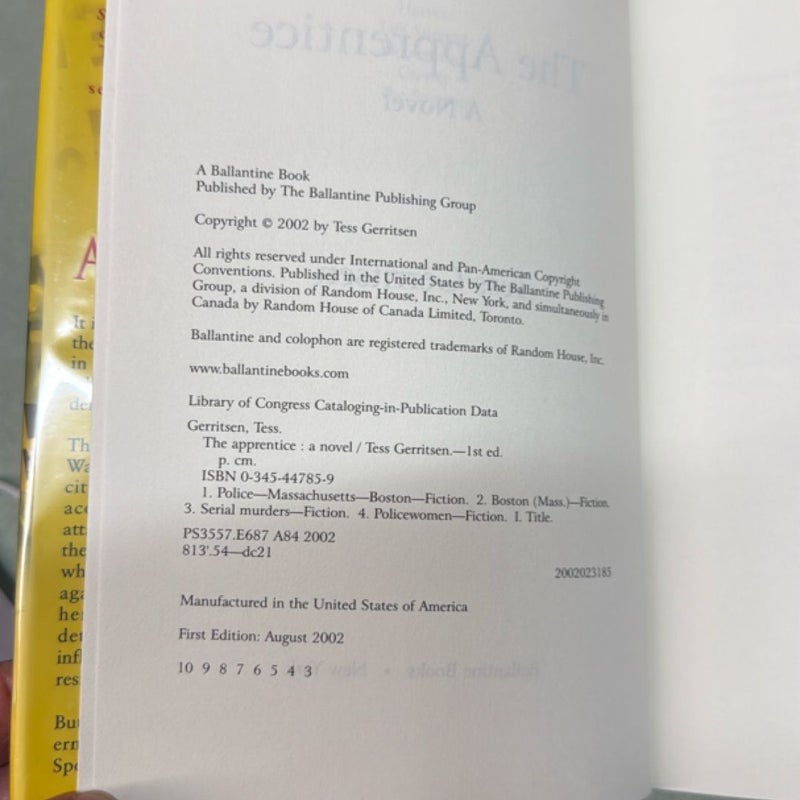 A Ballantine Book
Published by The Ballantine Publishing Group
Copyright © 2002 by Tess Gerritsen
All rights reserved under International and Pan-American Copyright
Conventions. Published in the United States by The Ballantine Publishing
Group, a division of Random House, Inc., New York, and simultaneously in
Canada by Random House of Canada Limited, Toronto.
Ballantine and colophon are registered trademarks of Random House, Inc.
www.ballantinebooks.com
Library of Congress Cataloging-in-Publication Data
Gerritsen, Tess.
The apprentice : a novel / Tess Gerritsen.—1st ed.
p. cm.
ISBN 0-345-44785-9
1. Police—Massachusetts—Boston—Fiction. 2. Boston (Mass.)—Fiction.
3. Serial murders—Fiction. 4. Policewomen—Fiction. I. Title.
PS3557.E687 A84 2002
813'.54—dc21
2002023185
Manufactured in the United States of America
First Edition: August 2002
10 9 8 7 6 5 4 3